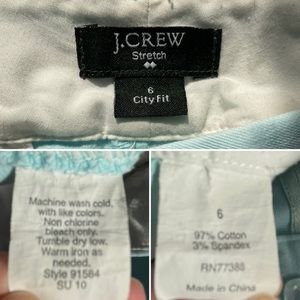 J.CREW
Stretch
6
City Fit
Machine wash cold,
with like colors.
Non chlorine
bleach only.
Tumble dry low.
Warm iron as
needed.
Style 91584
SU 10
6
97% Cotton
3% Spandex
RN77388
Made in China